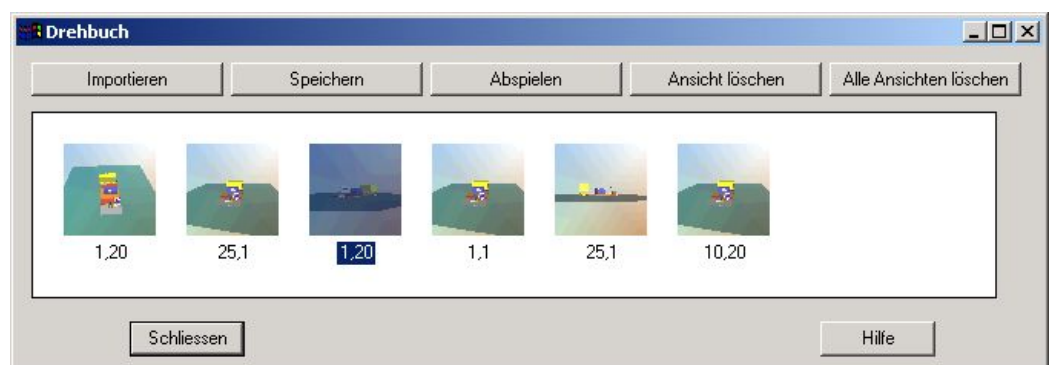 Drehbuch
Importieren Speichern Abspielen Ansicht löschen Alle Ansichten löschen
1,20 25,1 1,20 1,1 25,1 10,20
Schliessen Hilfe